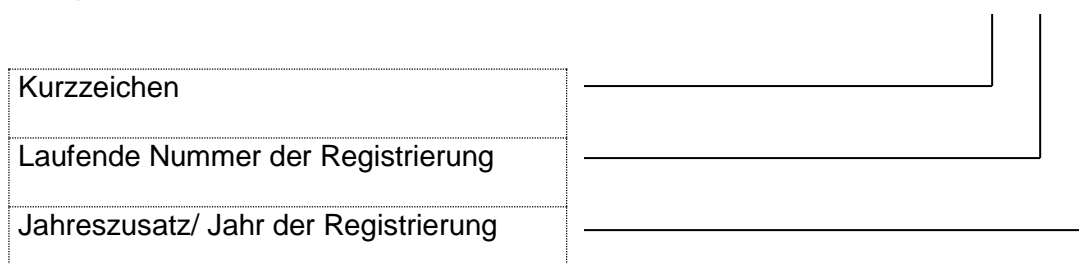 Kurzzeichen
Laufende Nummer der Registrierung
Jahreszusatz/ Jahr der Registrierung